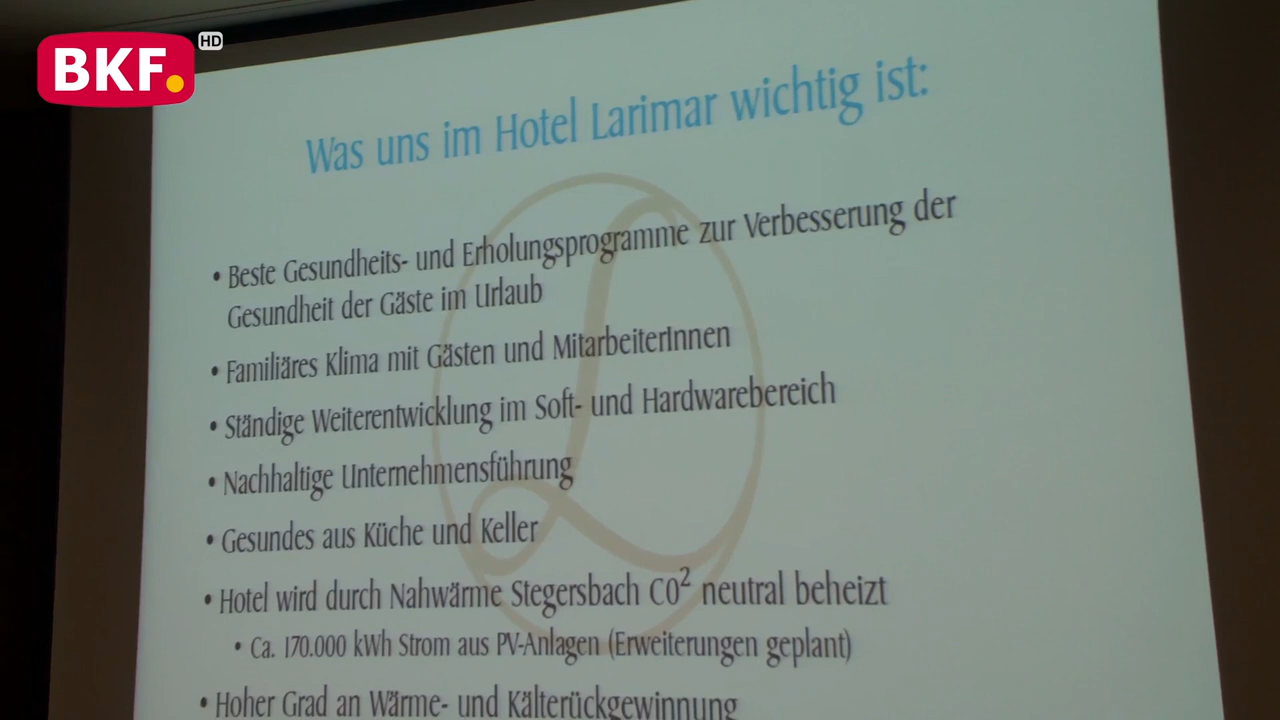 BKF.
HD
Was uns im Hotel Larimar wichtig ist:
• Beste Gesundheits- und Erholungsprogramme zur Verbesserung der
Gesundheit der Gäste im Urlaub
• Familiäres Klima mit Gästen und MitarbeiterInnen
• Ständige Weiterentwicklung im Soft- und Hardwarebereich
• Nachhaltige Unternehmensführung
• Gesundes aus Küche und Keller
• Hotel wird durch Nahwärme Stegersbach C0² neutral beheizt
• Ca. 170.000 kWh Strom aus PV-Anlagen (Erweiterungen geplant)
• Hoher Grad an Wärme- und Kälterückgewinnung